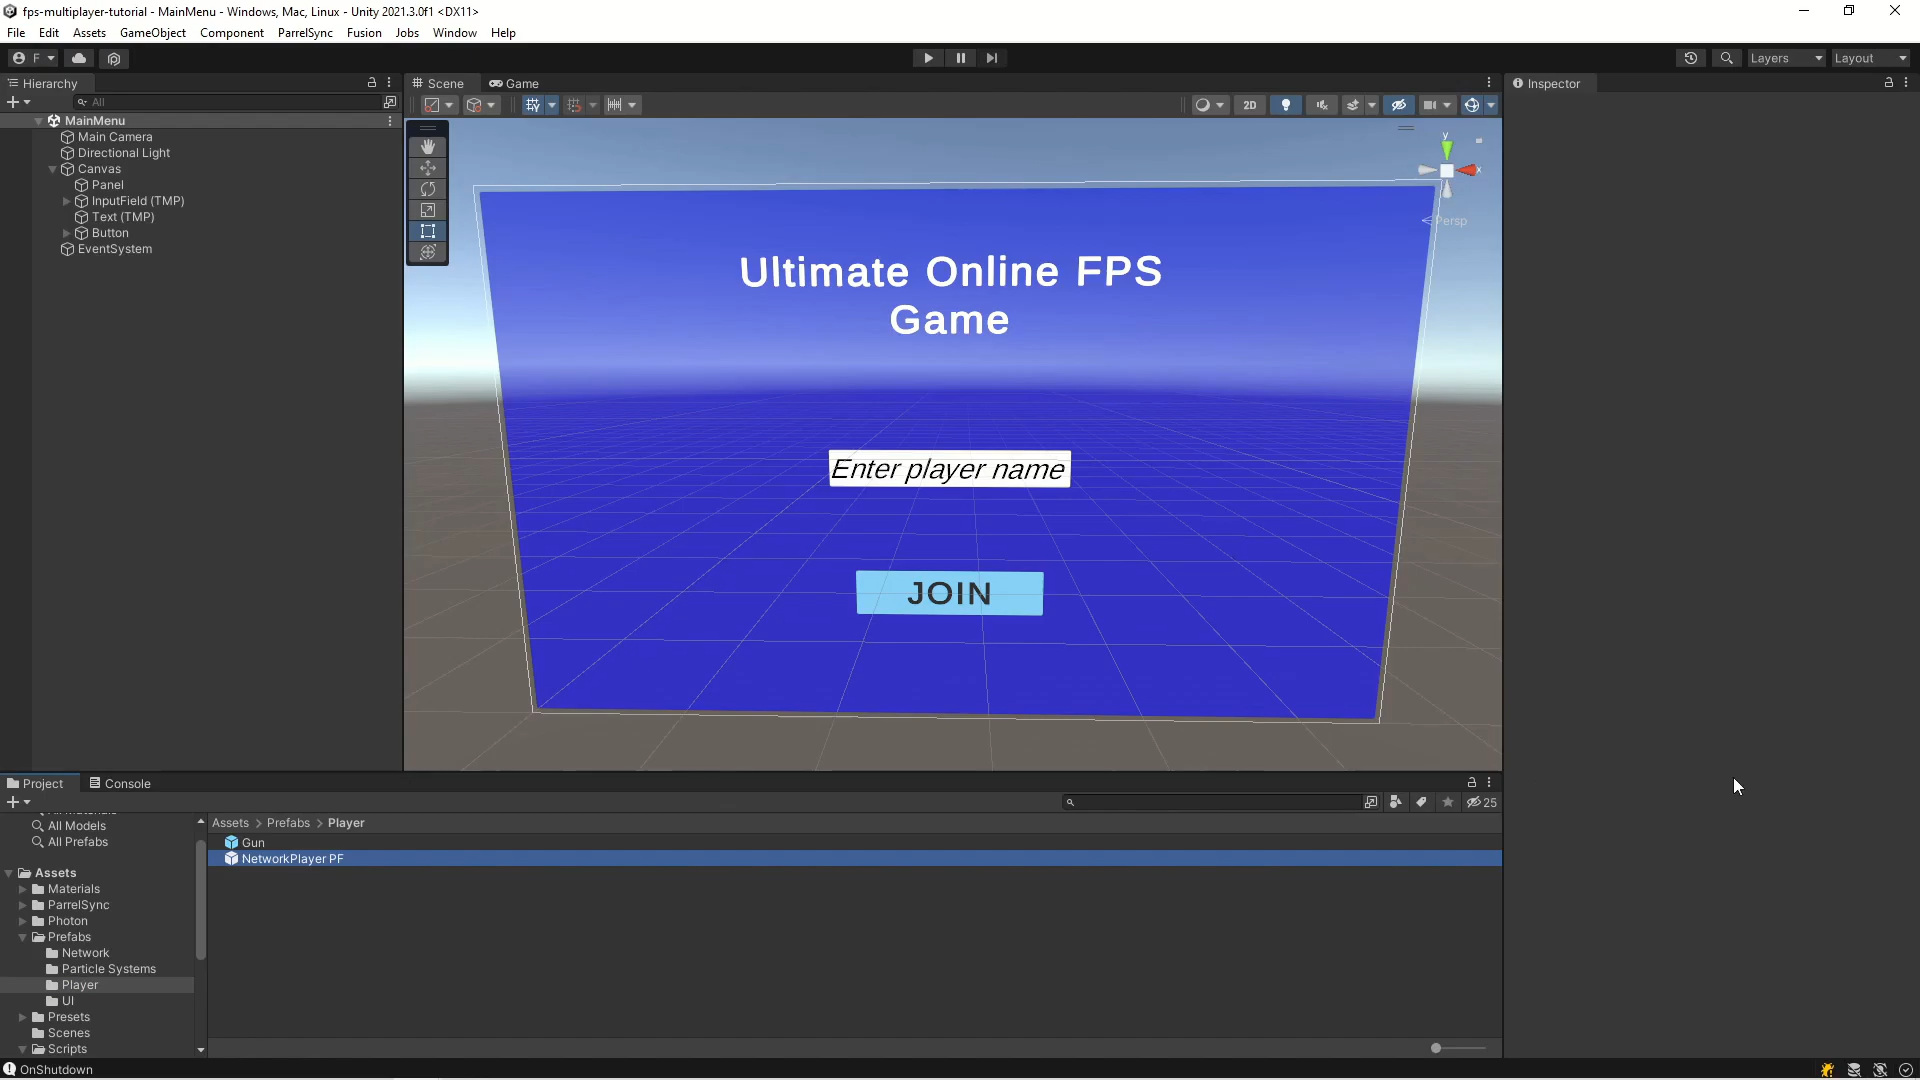 fps-multiplayer-tutorial - MainMenu - Windows, Mac, Linux - Unity 2021.3.0f1 <DX11>
File Edit Assets GameObject Component ParrelSync Fusion Jobs Window Help
F Layers Layout
Hierarchy
All
MainMenu
Main Camera
Directional Light
Canvas
Panel
InputField (TMP)
Text (TMP)
Button
EventSystem
Scene Game
2D
y
x
Persp
Ultimate Online FPS
Game
Enter player name
JOIN
Inspector
Project Console
25
All Models
All Prefabs
Assets
Materials
ParrelSync
Photon
Prefabs
Network
Particle Systems
Player
UI
Presets
Scenes
Scripts
Assets > Prefabs > Player
Gun
NetworkPlayer PF
OnShutdown